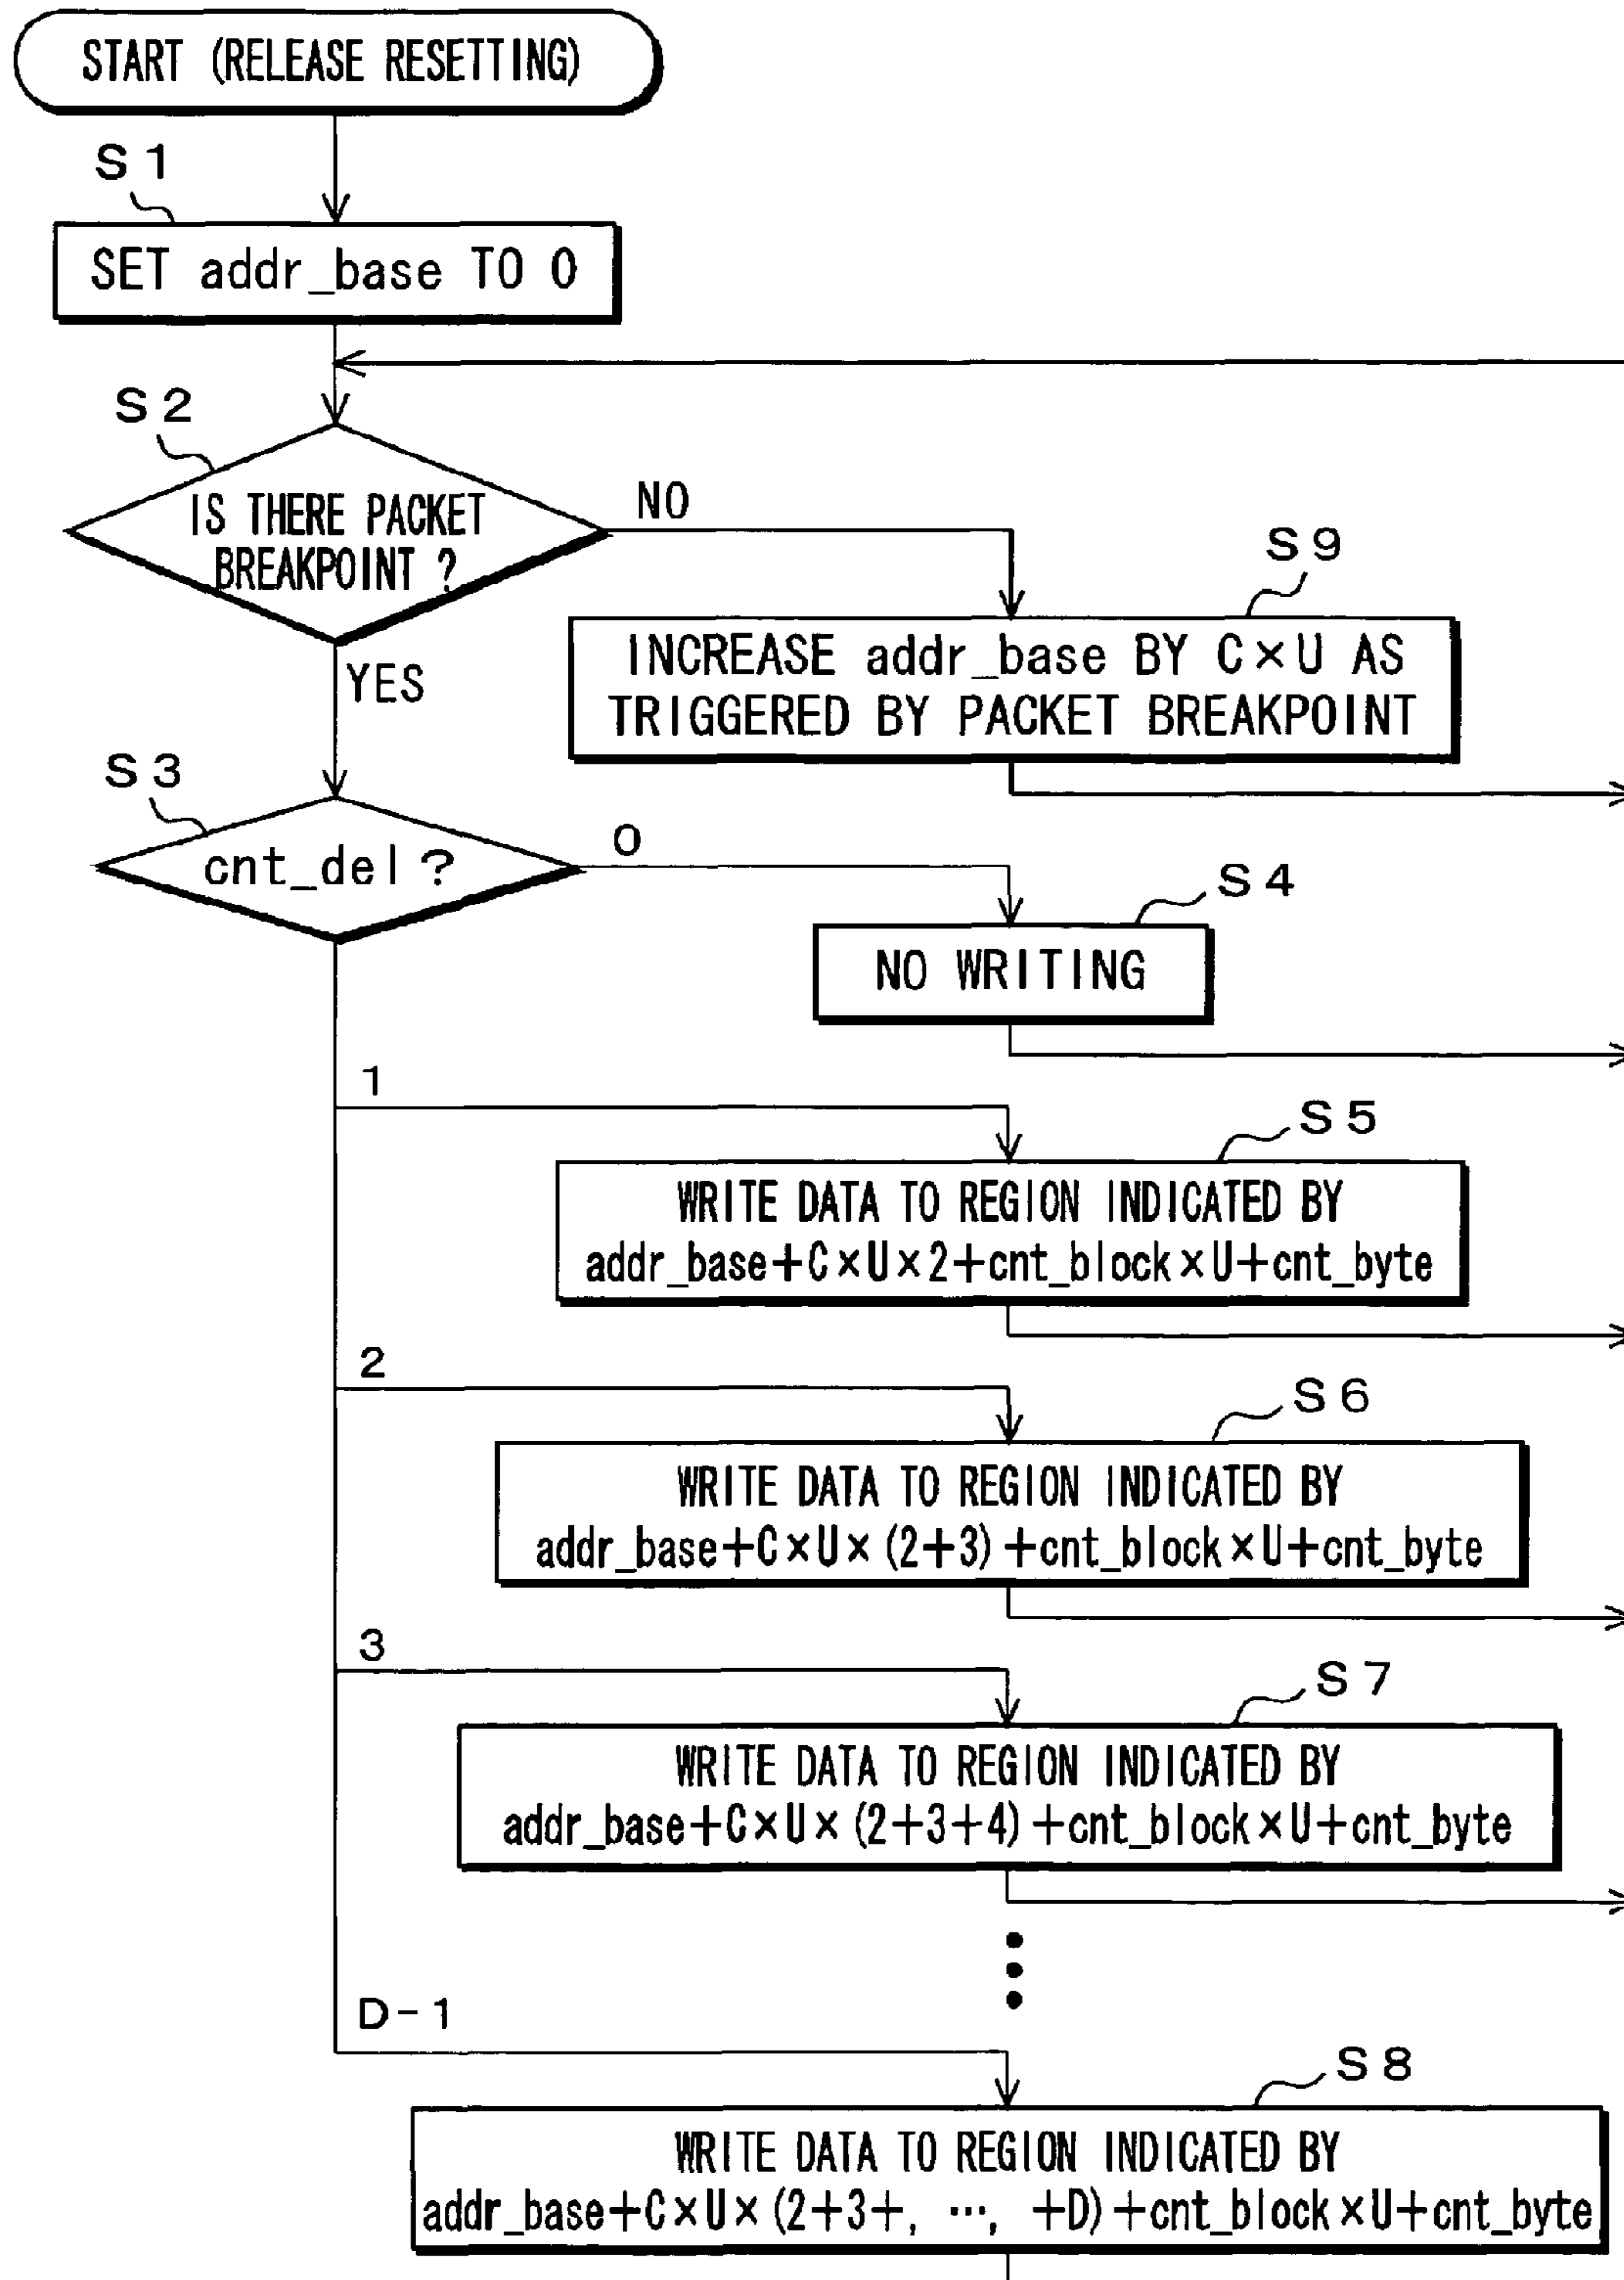 START (RELEASE RESETTING)
S1
SET addr_base TO 0
S2
IS THERE PACKET
BREAKPOINT ?
NO
YES
S9
INCREASE addr_base BY C×U AS
TRIGGERED BY PACKET BREAKPOINT
S3
cnt_del ?
0
S4
NO WRITING
1
S5
WRITE DATA TO REGION INDICATED BY
addr_base+C×U×2+cnt_block×U+cnt_byte
2
S6
WRITE DATA TO REGION INDICATED BY
addr_base+C×U×(2+3)+cnt_block×U+cnt_byte
3
S7
WRITE DATA TO REGION INDICATED BY
addr_base+C×U×(2+3+4)+cnt_block×U+cnt_byte
D-1
S8
WRITE DATA TO REGION INDICATED BY
addr_base+C×U×(2+3+, ···, +D)+cnt_block×U+cnt_byte